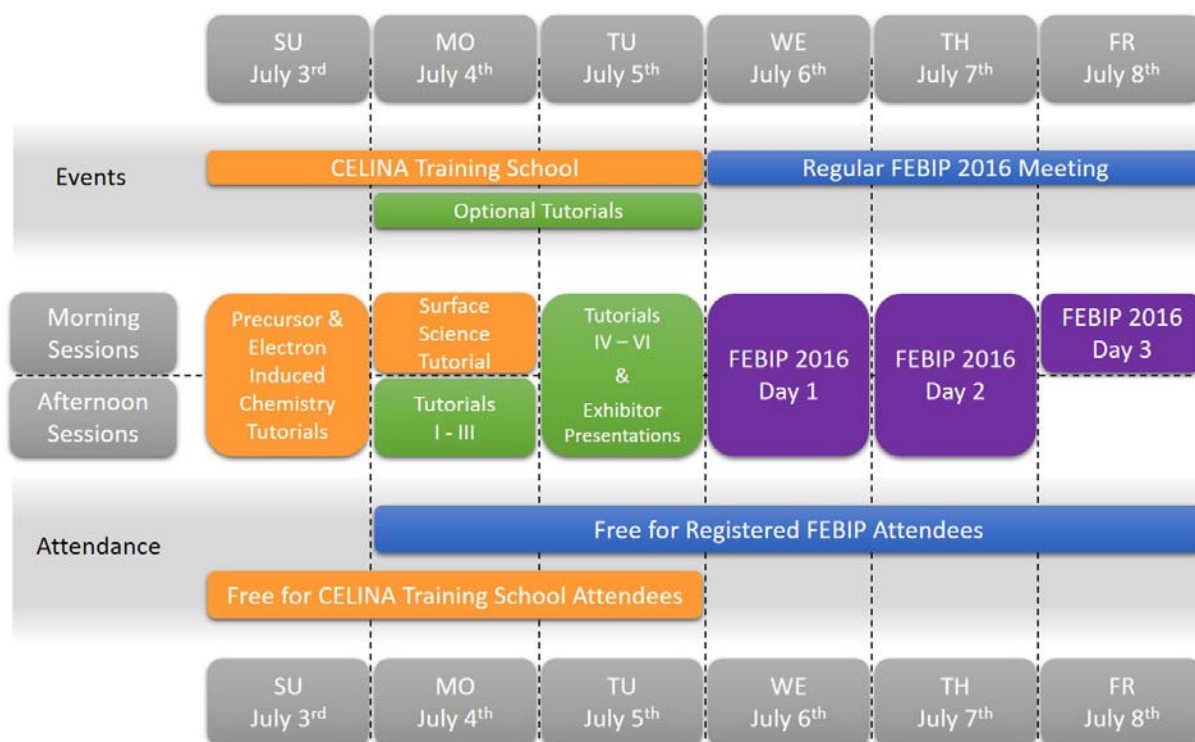 SU
July 3rd
MO
July 4th
TU
July 5th
WE
July 6th
TH
July 7th
FR
July 8th
Events
CELINA Training School
Regular FEBIP 2016 Meeting
Optional Tutorials
Morning
Sessions
Afternoon
Sessions
Precursor &
Electron
Induced
Chemistry
Tutorials
Surface
Science
Tutorial
Tutorials
I - III
Tutorials
IV – VI
&
Exhibitor
Presentations
FEBIP 2016
Day 1
FEBIP 2016
Day 2
FEBIP 2016
Day 3
Attendance
Free for Registered FEBIP Attendees
Free for CELINA Training School Attendees
SU
July 3rd
MO
July 4th
TU
July 5th
WE
July 6th
TH
July 7th
FR
July 8th